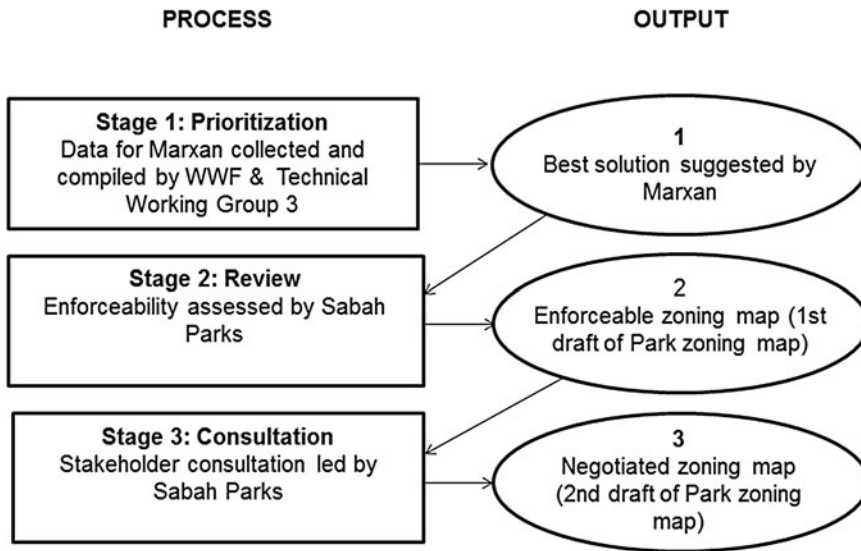 PROCESS
OUTPUT
Stage 1: Prioritization
Data for Marxan collected and
compiled by WWF & Technical
Working Group 3
1
Best solution suggested by
Marxan
Stage 2: Review
Enforceability assessed by Sabah
Parks
2
Enforceable zoning map (1st
draft of Park zoning map)
Stage 3: Consultation
Stakeholder consultation led by
Sabah Parks
3
Negotiated zoning map
(2nd draft of Park zoning
map)